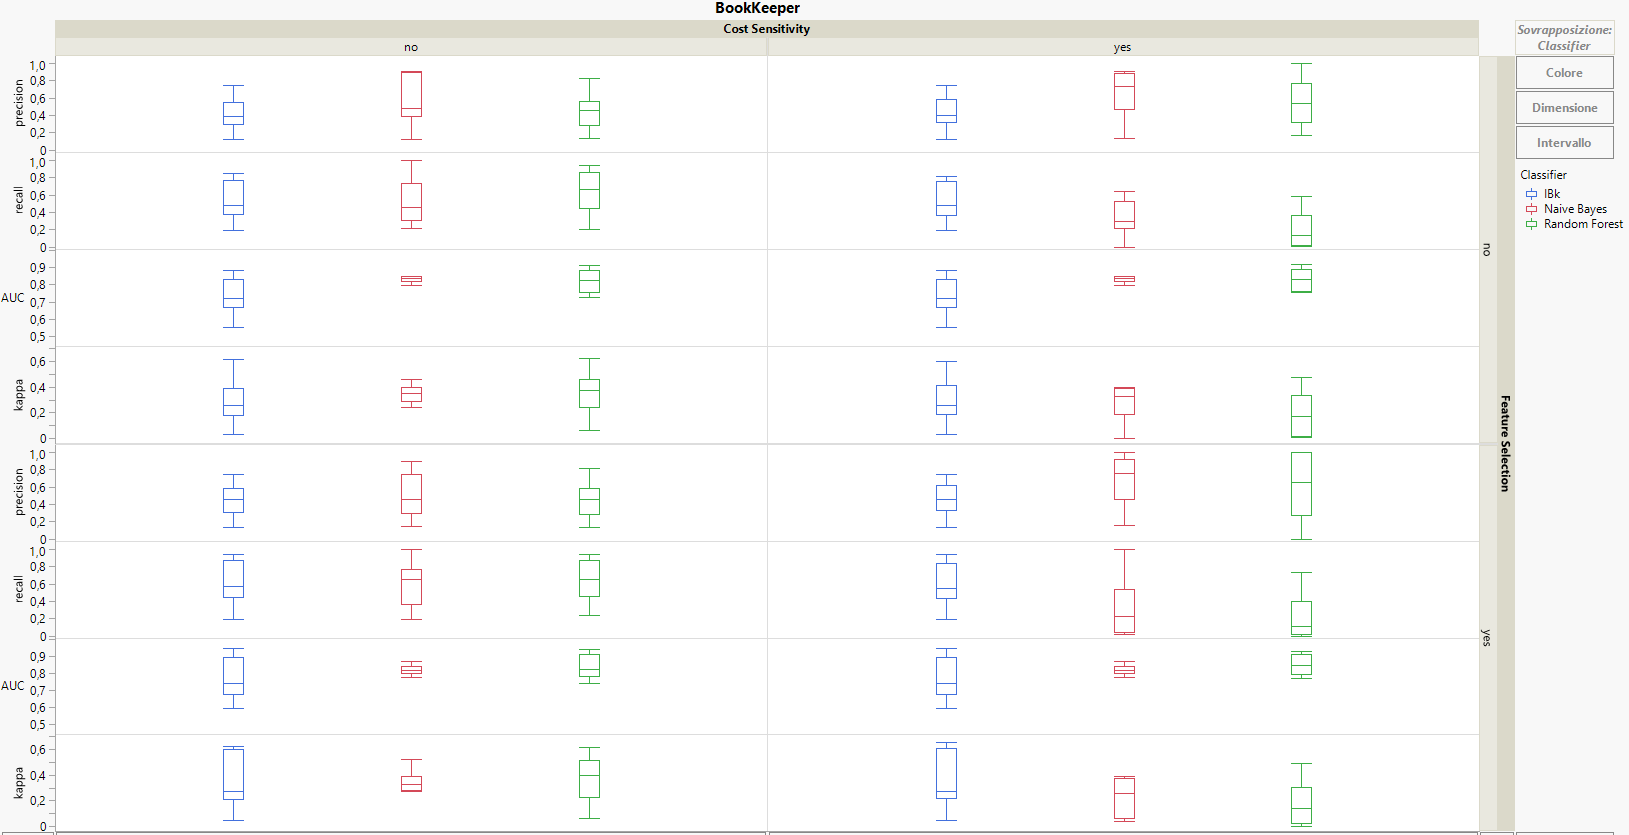 BookKeeper
Cost Sensitivity
no
yes
Sovrapposizione:
Classifier
Colore
Dimensione
Intervallo
Classifier
IBk
Naive Bayes
Random Forest
precision
1,0
0,8
0,6
0,4
0,2
0
recall
1,0
0,8
0,6
0,4
0,2
0
AUC
0,9
0,8
0,7
0,6
0,5
kappa
0,6
0,4
0,2
0
precision
1,0
0,8
0,6
0,4
0,2
0
recall
1,0
0,8
0,6
0,4
0,2
0
AUC
0,9
0,8
0,7
0,6
0,5
kappa
0,6
0,4
0,2
0
no
yes
Feature Selection